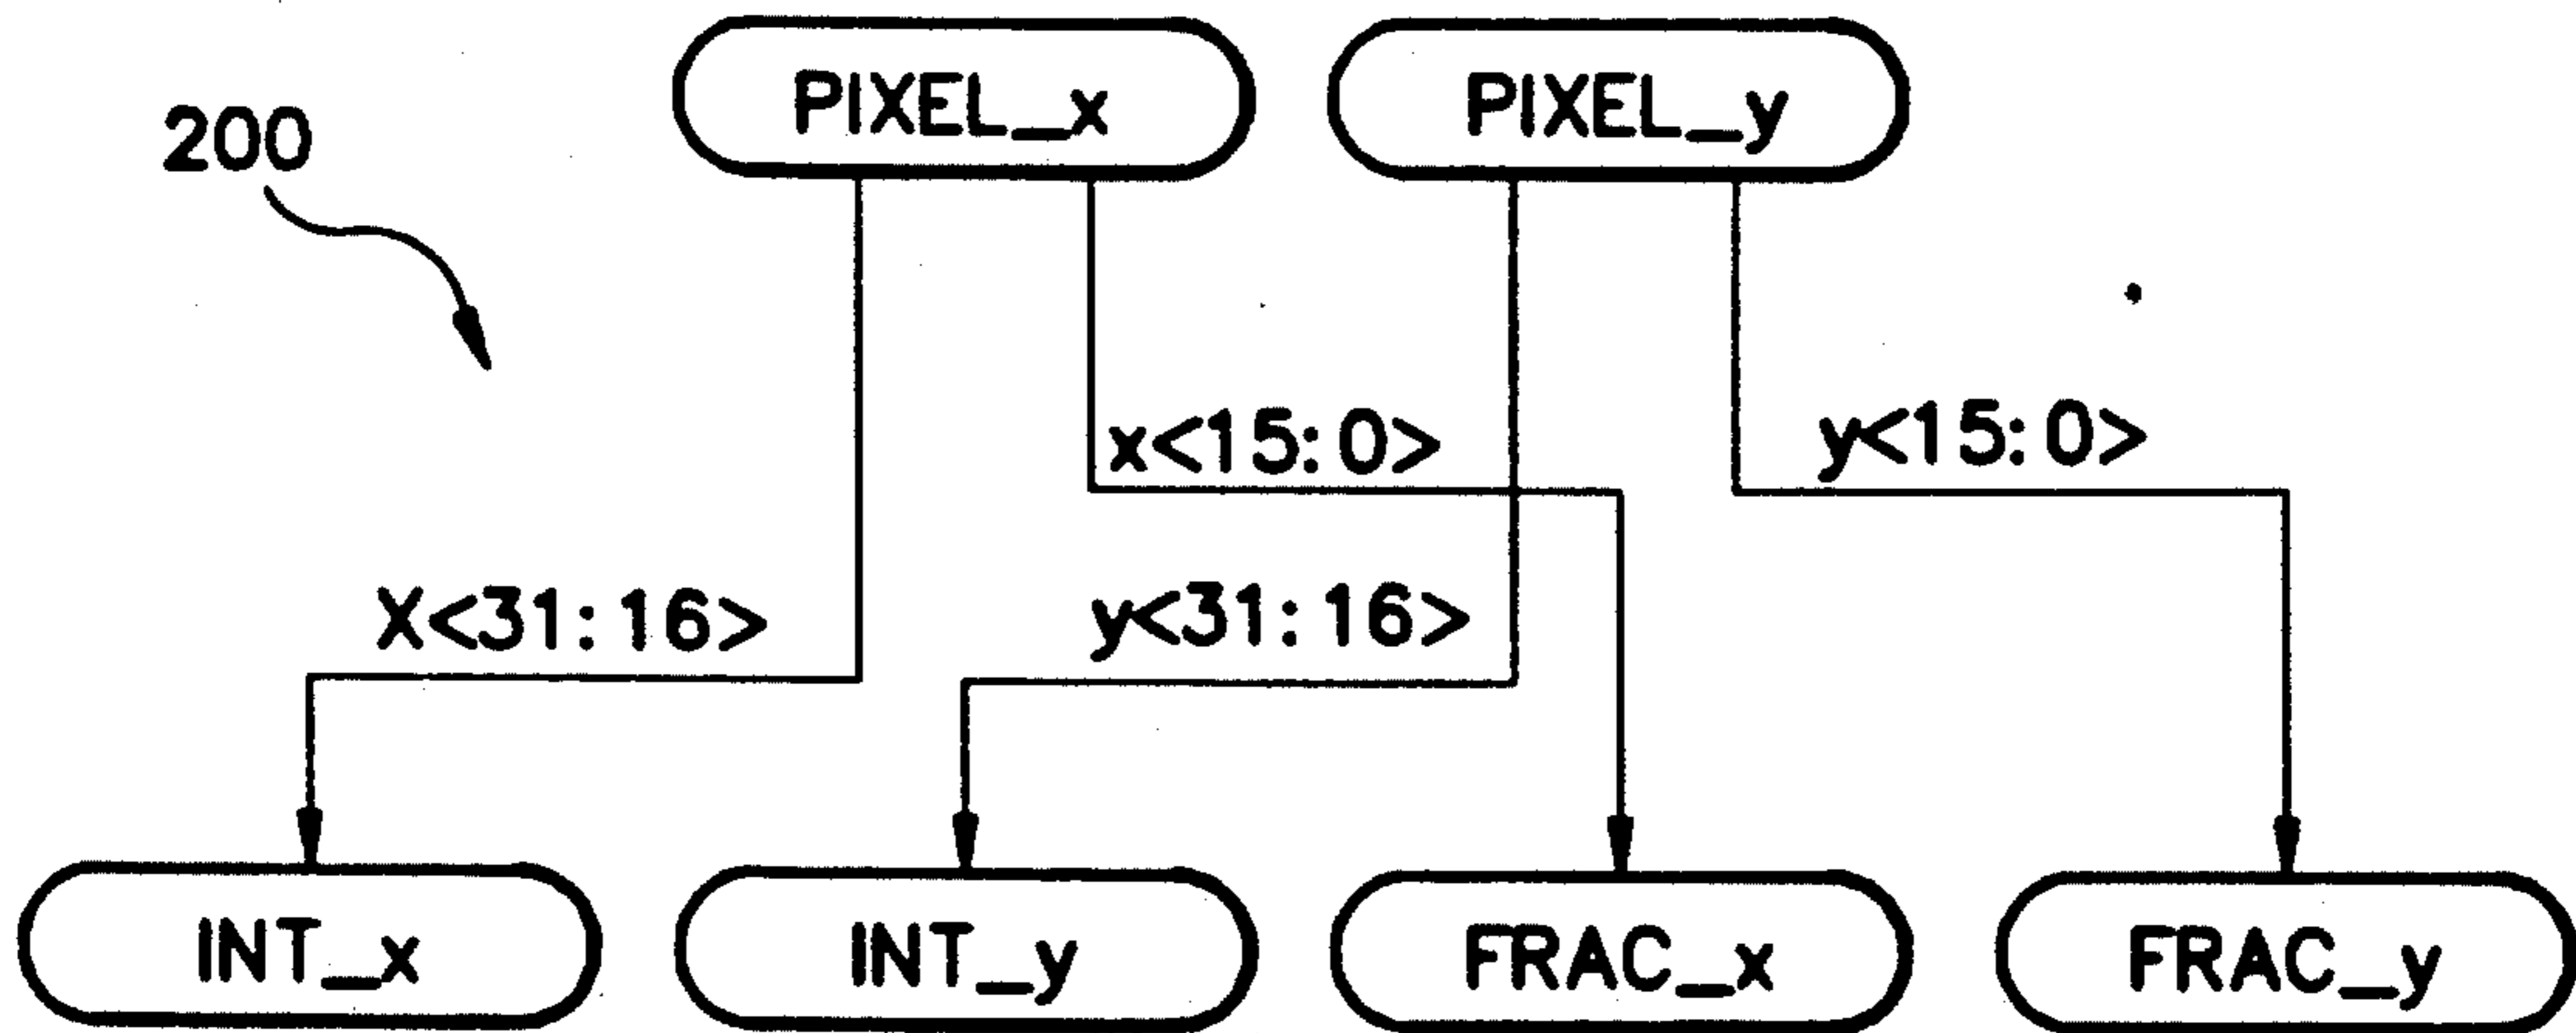 PIXEL_x
PIXEL_y
200
x<15:0>
y<15:0>
X<31:16>
y<31:16>
INT_x
INT_y
FRAC_x
FRAC_y